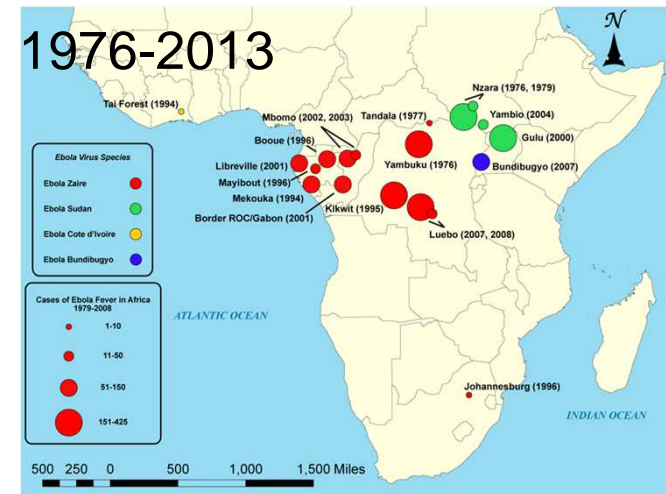 1976-2013
N
Nzara (1976, 1979)
Tai Forest (1994)
Mbomo (2002, 2003)
Tandala (1977)
Yambio (2004)
Booue (1996)
Gulu (2000)
Ebola Virus Species
Libreville (2001)
Yambuku (1976)
Bundibugyo (2007)
Ebola Zaire
Mayibout (1996)
Mekouka (1994)
Ebola Sudan
Border ROC/Gabon (2001)
Kikwit (1995)
Ebola Cote d'Ivoire
Luebo (2007, 2008)
Ebola Bundibugyo
Cases of Ebola Fever in Africa
1979-2008
ATLANTIC OCEAN
1-10
11-50
51-150
151-425
Johannesburg (1996)
INDIAN OCEAN
500 250 0 500 1,000 1,500 Miles